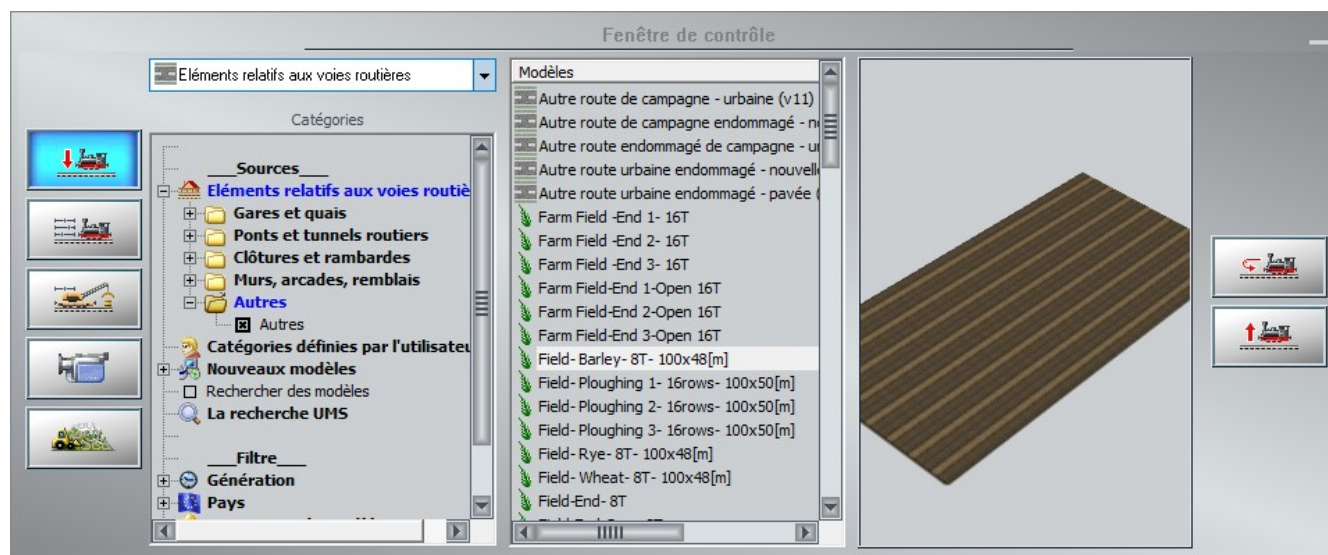 Fenêtre de contrôle
Eléments relatifs aux voies routières
Catégories
___Sources___
Eléments relatifs aux voies routiè
Gares et quais
Ponts et tunnels routiers
Clôtures et rambardes
Murs, arcades, remblais
Autres
Autres
Catégories définies par l'utilisateu
Nouveaux modèles
Rechercher des modèles
La recherche UMS
___Filtre___
Génération
Pays
Modèles
Autre route de campagne - urbaine (v11)
Autre route de campagne endommagé - n
Autre route endommagé de campagne - u
Autre route urbaine endommagé - nouvelle
Autre route urbaine endommagé - pavée (
Farm Field -End 1- 16T
Farm Field -End 2- 16T
Farm Field -End 3- 16T
Farm Field-End 1-Open 16T
Farm Field-End 2-Open 16T
Farm Field-End 3-Open 16T
Field- Barley- 8T- 100x48[m]
Field- Ploughing 1- 16rows- 100x50[m]
Field- Ploughing 2- 16rows- 100x50[m]
Field- Ploughing 3- 16rows- 100x50[m]
Field- Rye- 8T- 100x48[m]
Field- Wheat- 8T- 100x48[m]
Field-End- 8T